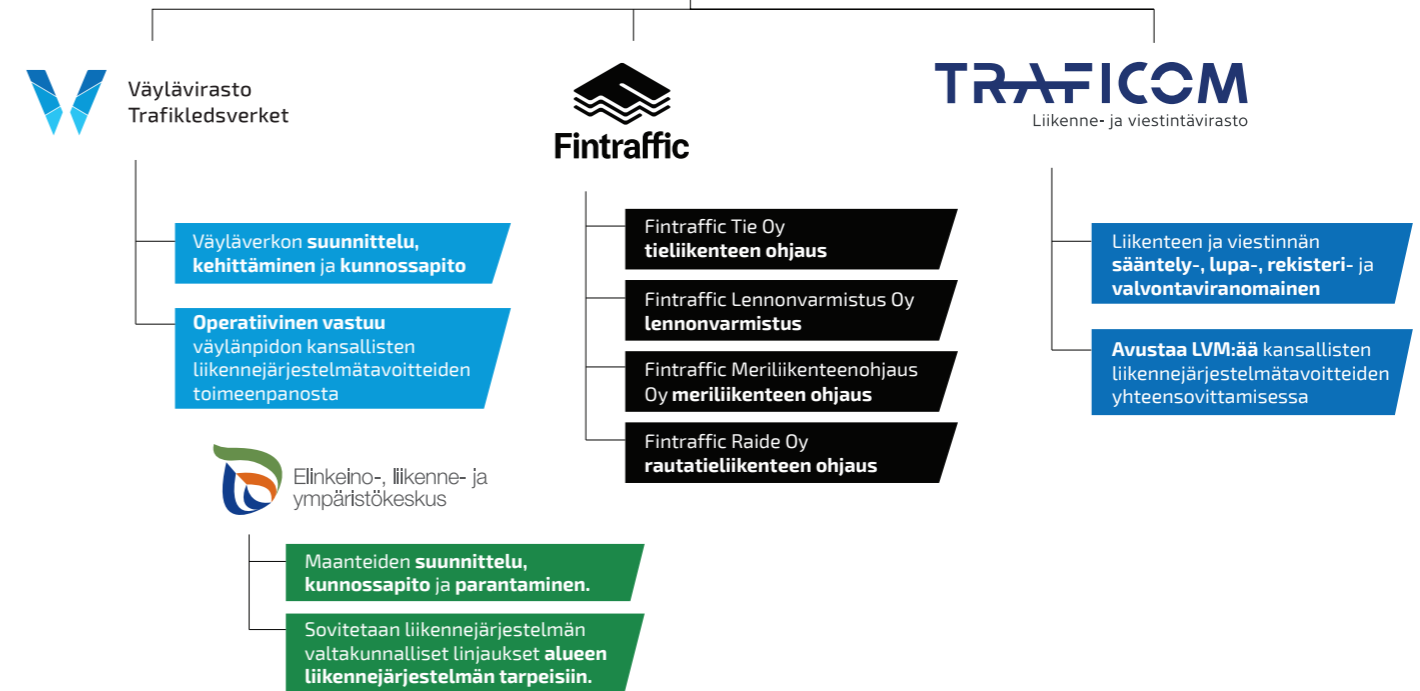 Väylävirasto
Trafikledsverket
Väyläverkon suunnittelu,
kehittäminen ja kunnossapito
Operatiivinen vastuu
väylänpidon kansallisten
liikennejärjestelmätavoitteiden
toimeenpanosta
Elinkeino-, liikenne- ja
ympäristökeskus
Maanteiden suunnittelu,
kunnossapito ja parantaminen.
Sovitetaan liikennejärjestelmän
valtakunnalliset linjaukset alueen
liikennejärjestelmän tarpeisiin.
Fintraffic
Fintraffic Tie Oy
tieliikenteen ohjaus
Fintraffic Lennonvarmistus Oy
lennonvarmistus
Fintraffic Meriliikenteenohjaus
Oy meriliikenteen ohjaus
Fintraffic Raide Oy
rautatieliikenteen ohjaus
TRAFICOM
Liikenne- ja viestintävirasto
Liikenteen ja viestinnän
sääntely-, lupa-, rekisteri- ja
valvontaviranomainen
Avustaa LVM:ää kansallisten
liikennejärjestelmätavoitteiden
yhteensovittamisessa